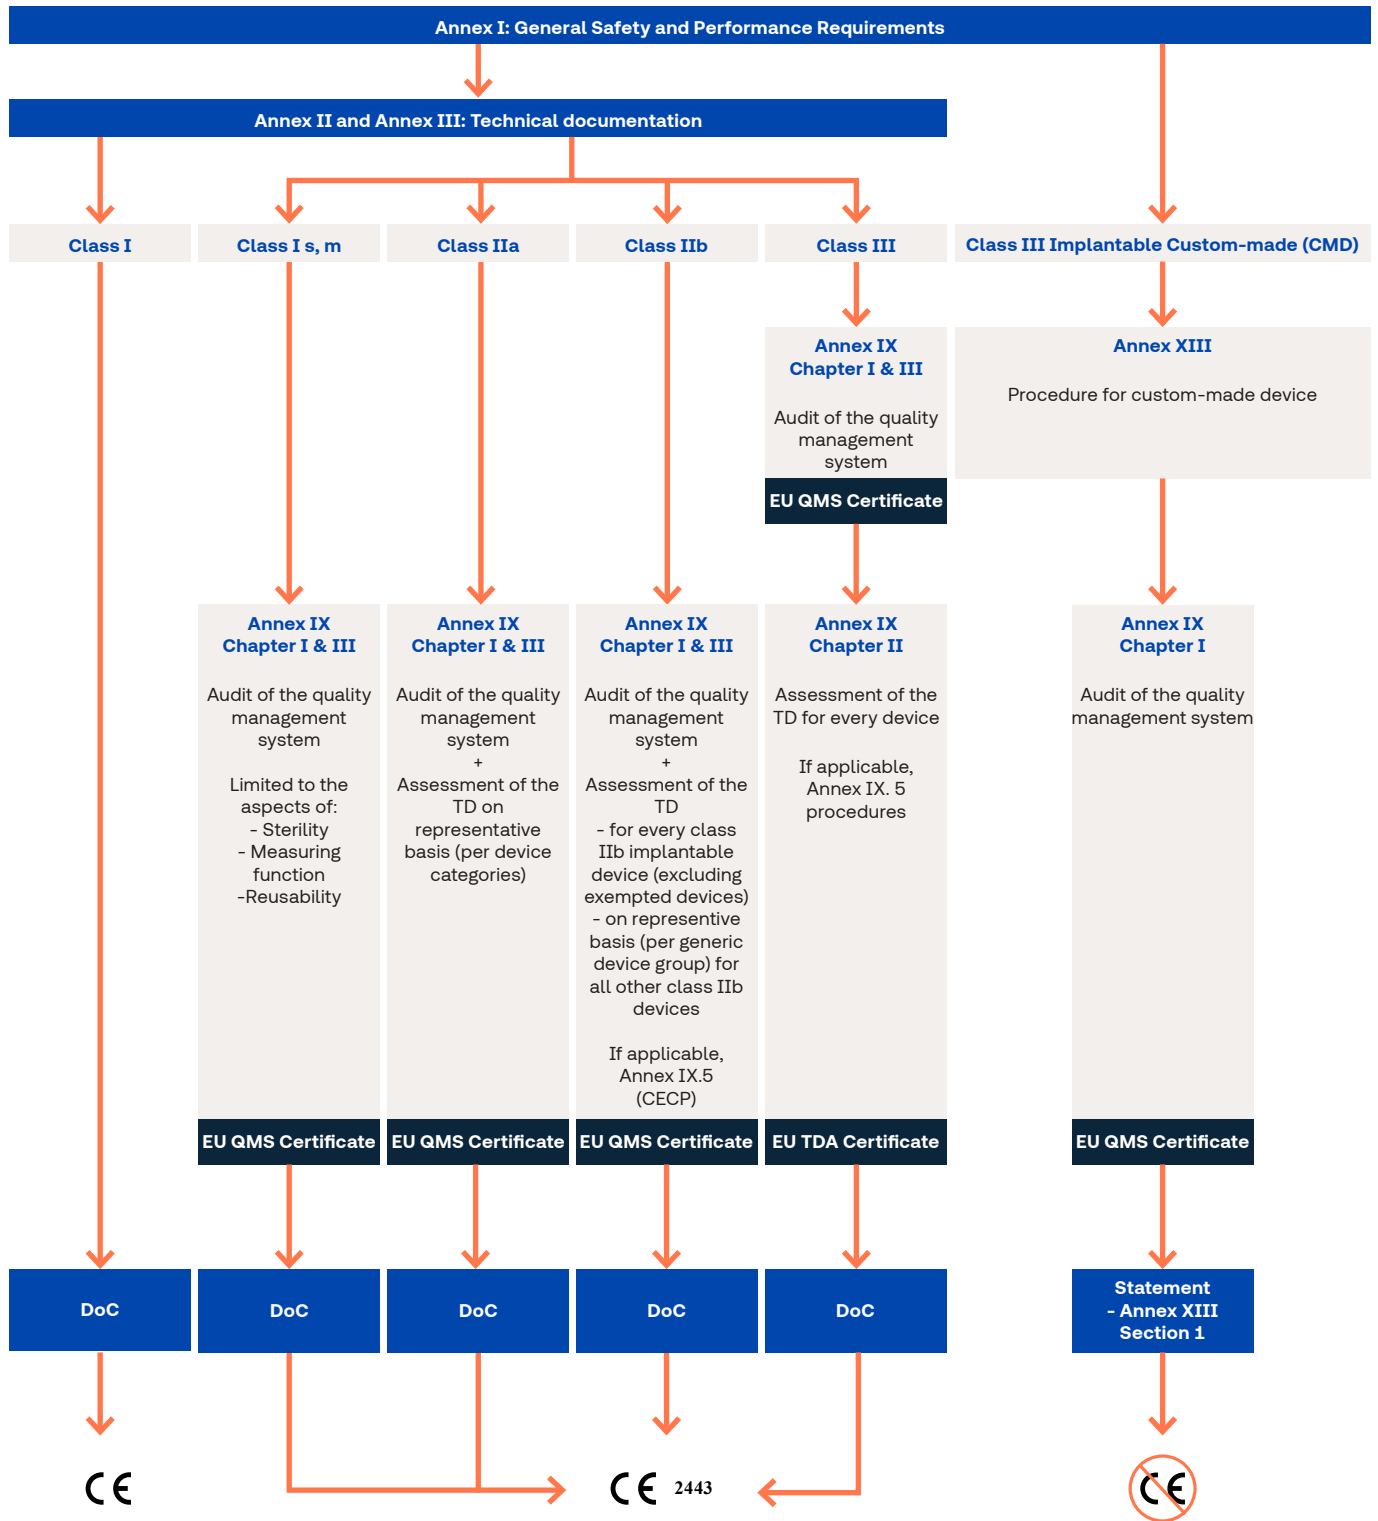 Annex I: General Safety and Performance Requirements
Annex II and Annex III: Technical documentation
Class I
Class I s, m
Class IIa
Class IIb
Class III
Class III Implantable Custom-made (CMD)
Annex IX
Chapter I & III
Audit of the quality
management
system
EU QMS Certificate
Annex XIII
Procedure for custom-made device
Annex IX
Chapter I & III
Audit of the quality
management
system
Limited to the
aspects of:
- Sterility
- Measuring
function
-Reusability
EU QMS Certificate
Annex IX
Chapter I & III
Audit of the quality
management
system
+
Assessment of the
TD on
representative
basis (per device
categories)
EU QMS Certificate
Annex IX
Chapter I & III
Audit of the quality
management
system
+
Assessment of the
TD
- for every class
IIb implantable
device (excluding
exempted devices)
- on representive
basis (per generic
device group) for
all other class IIb
devices
If applicable,
Annex IX.5
(CECP)
EU QMS Certificate
Annex IX
Chapter II
Assessment of the
TD for every device
If applicable,
Annex IX. 5
procedures
EU TDA Certificate
Annex IX
Chapter I
Audit of the quality
management system
EU QMS Certificate
DoC
DoC
DoC
DoC
DoC
Statement
- Annex XIII
Section 1
CE
CE 2443
CE